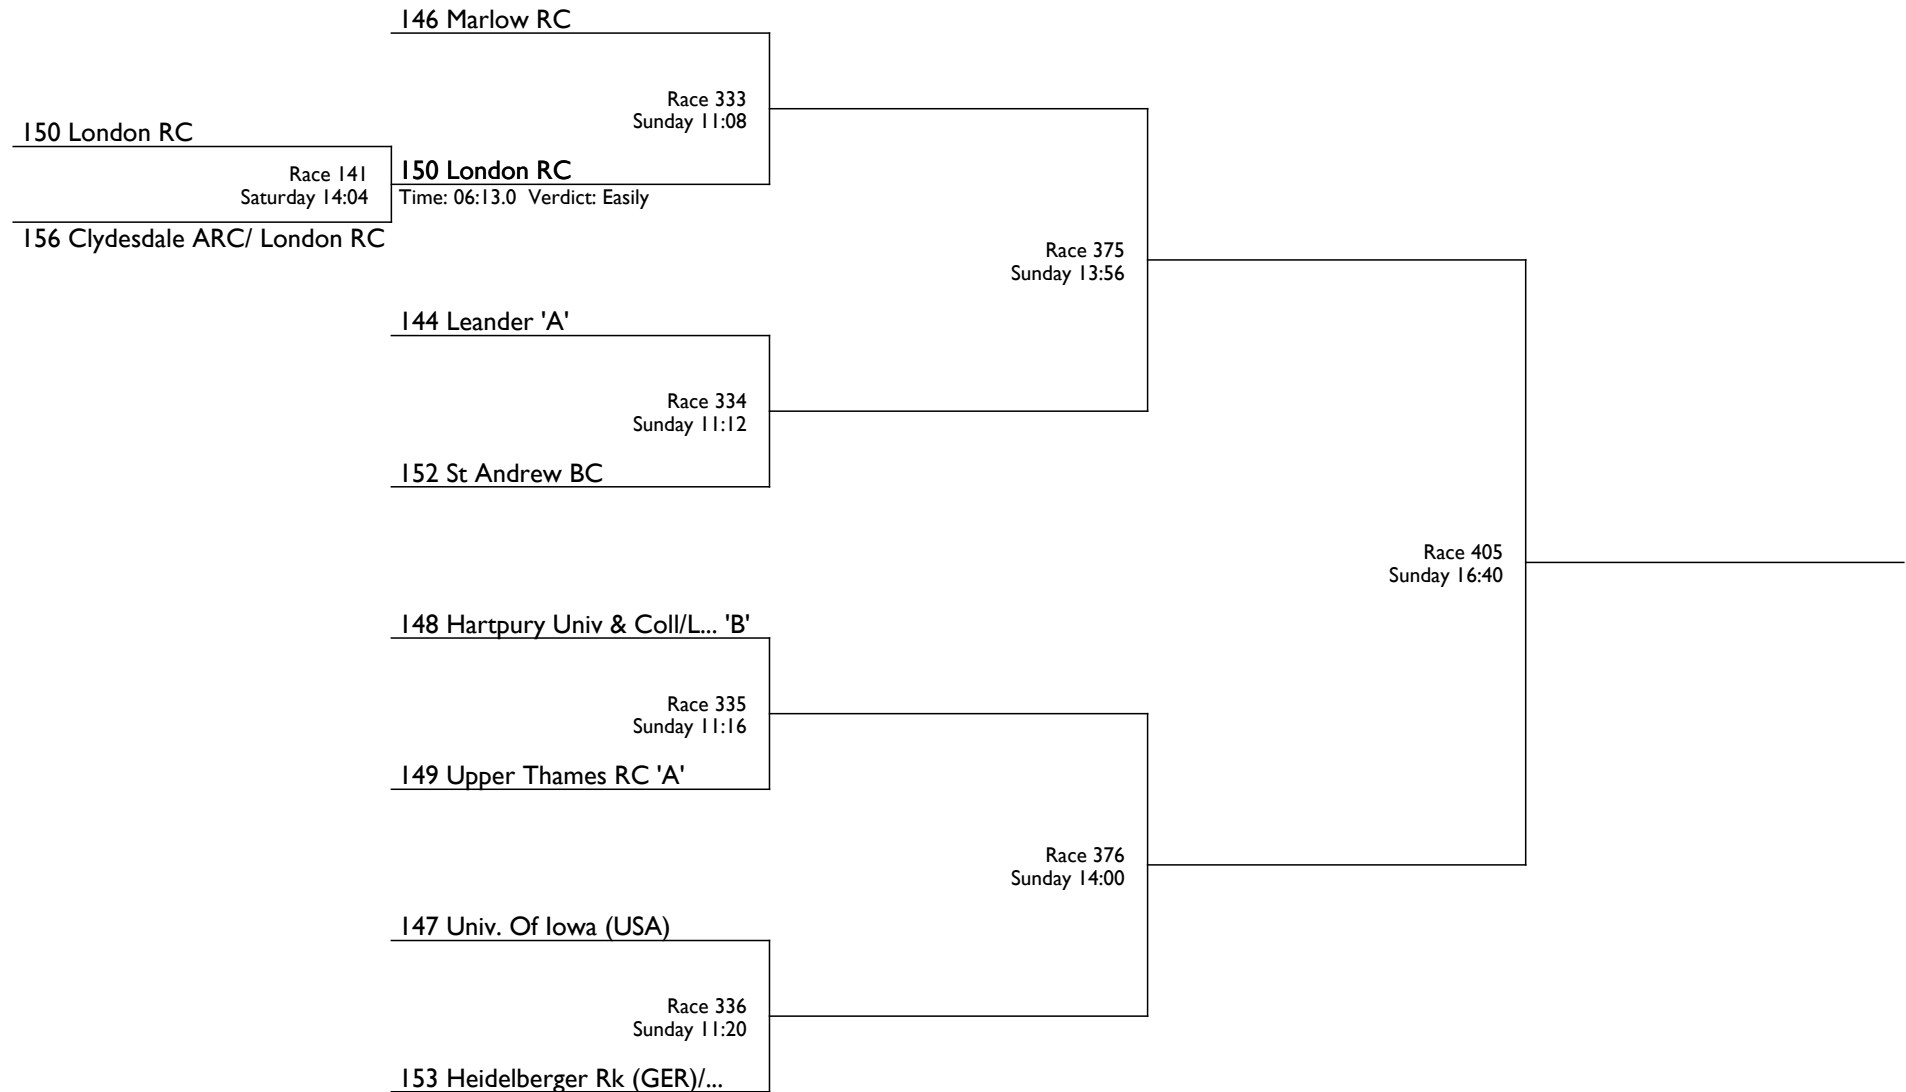 146 Marlow RC
Race 333
Sunday 11:08
150 London RC
Race 141
Saturday 14:04
150 London RC
Time: 06:13.0 Verdict: Easily
156 Clydesdale ARC/ London RC
Race 375
Sunday 13:56
144 Leander 'A'
Race 334
Sunday 11:12
152 St Andrew BC
Race 405
Sunday 16:40
148 Hartpury Univ & Coll/L... 'B'
Race 335
Sunday 11:16
149 Upper Thames RC 'A'
Race 376
Sunday 14:00
147 Univ. Of Iowa (USA)
Race 336
Sunday 11:20
153 Heidelberger Rk (GER)/...